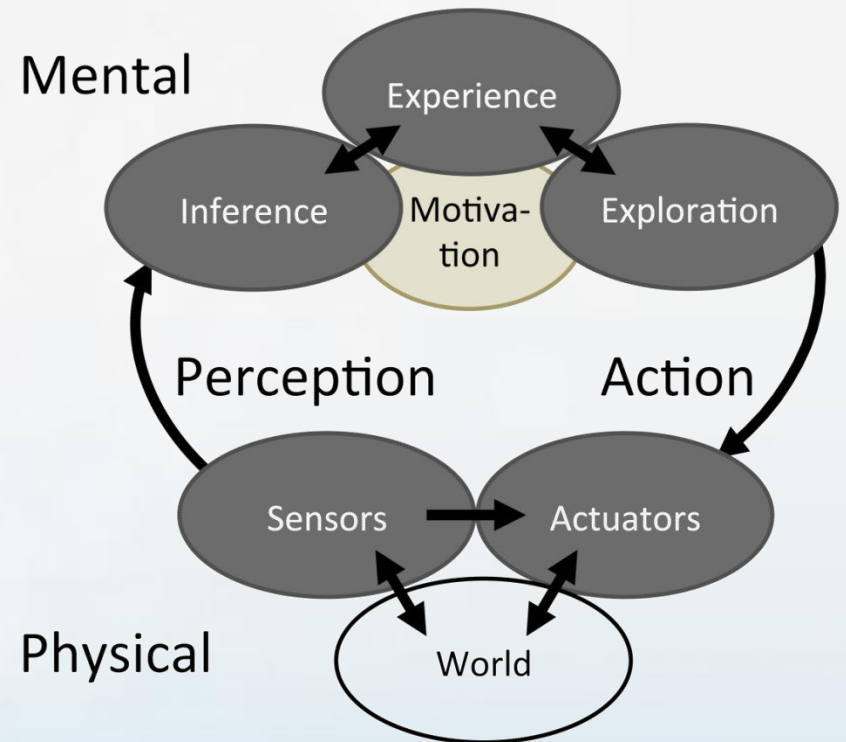 Mental
Experience
Inference
Motiva-
tion
Exploration
Perception
Action
Sensors
Actuators
Physical
World